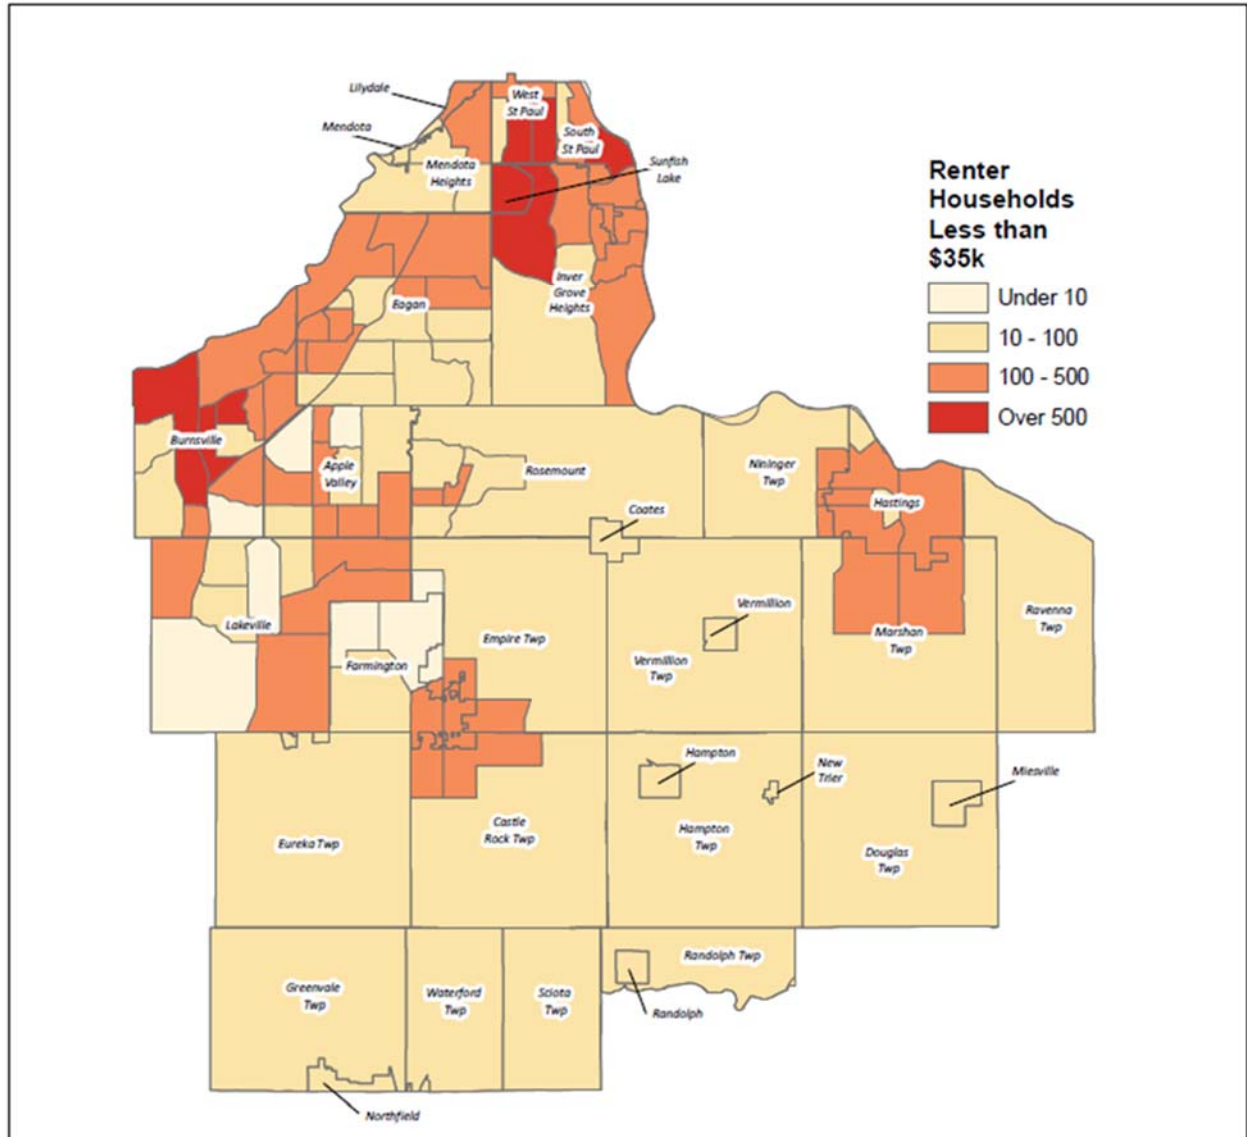 Lilydale
West
St Paul
Mendota
South
St Paul
Sunfish
Lake
Mendota
Heights
Renter
Households
Less than
$35k
Under 10
10 - 100
100 - 500
Over 500
Inver
Grove
Heights
Eagan
Burnsville
Apple
Valley
Rosemount
Nininger
Twp
Hastings
Coates
Vermillion
Ravenna
Twp
Lakeville
Empire Twp
Marshan
Twp
Farmington
Vermillion
Twp
Hampton
New
Trier
Miesville
Castle
Rock Twp
Hampton
Twp
Eureka Twp
Douglas
Twp
Randolph Twp
Greenvale
Twp
Waterford
Twp
Sciota
Twp
Randolph
Northfield